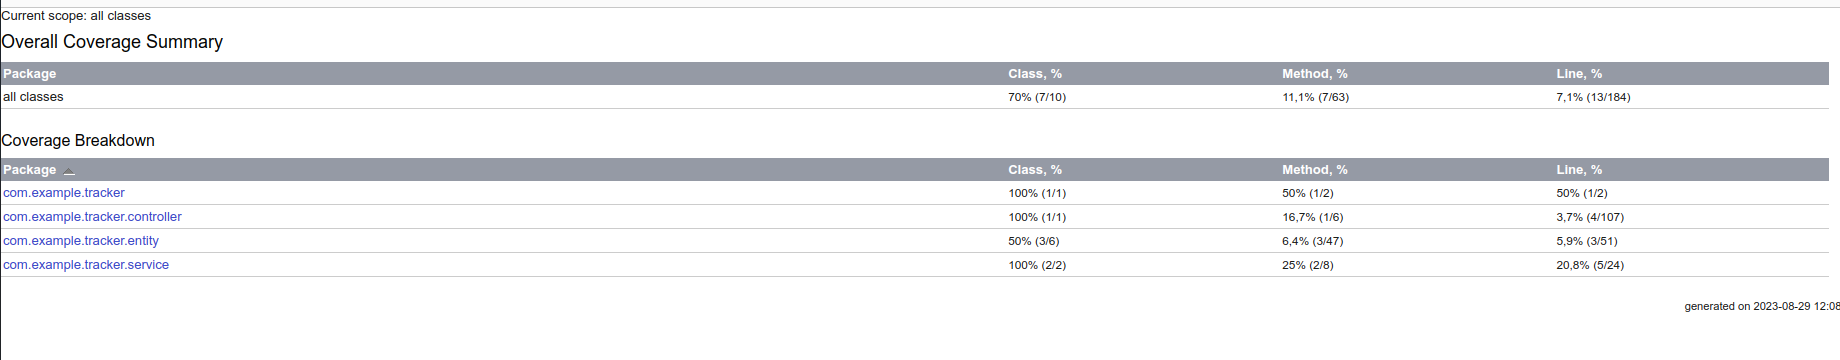 Current scope: all classes
Overall Coverage Summary
Package Class, % Method, % Line, %
all classes 70% (7/10) 11,1% (7/63) 7,1% (13/184)
Coverage Breakdown
Package Class, % Method, % Line, %
com.example.tracker 100% (1/1) 50% (1/2) 50% (1/2)
com.example.tracker.controller 100% (1/1) 16,7% (1/6) 3,7% (4/107)
com.example.tracker.entity 50% (3/6) 6,4% (3/47) 5,9% (3/51)
com.example.tracker.service 100% (2/2) 25% (2/8) 20,8% (5/24)
generated on 2023-08-29 12:08